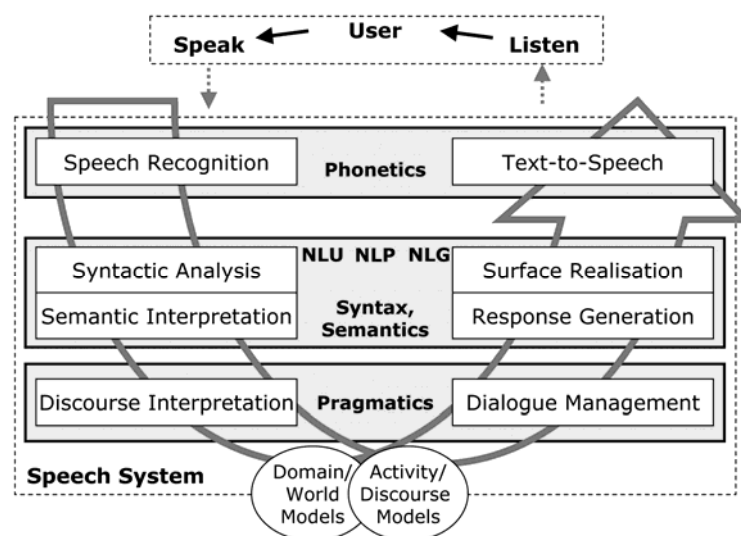 User
Speak
Listen
Speech Recognition
Phonetics
Text-to-Speech
NLU NLP NLG
Syntactic Analysis
Surface Realisation
Semantic Interpretation
Syntax,
Semantics
Response Generation
Discourse Interpretation
Pragmatics
Dialogue Management
Speech System
Domain/
World
Models
Activity/
Discourse
Models